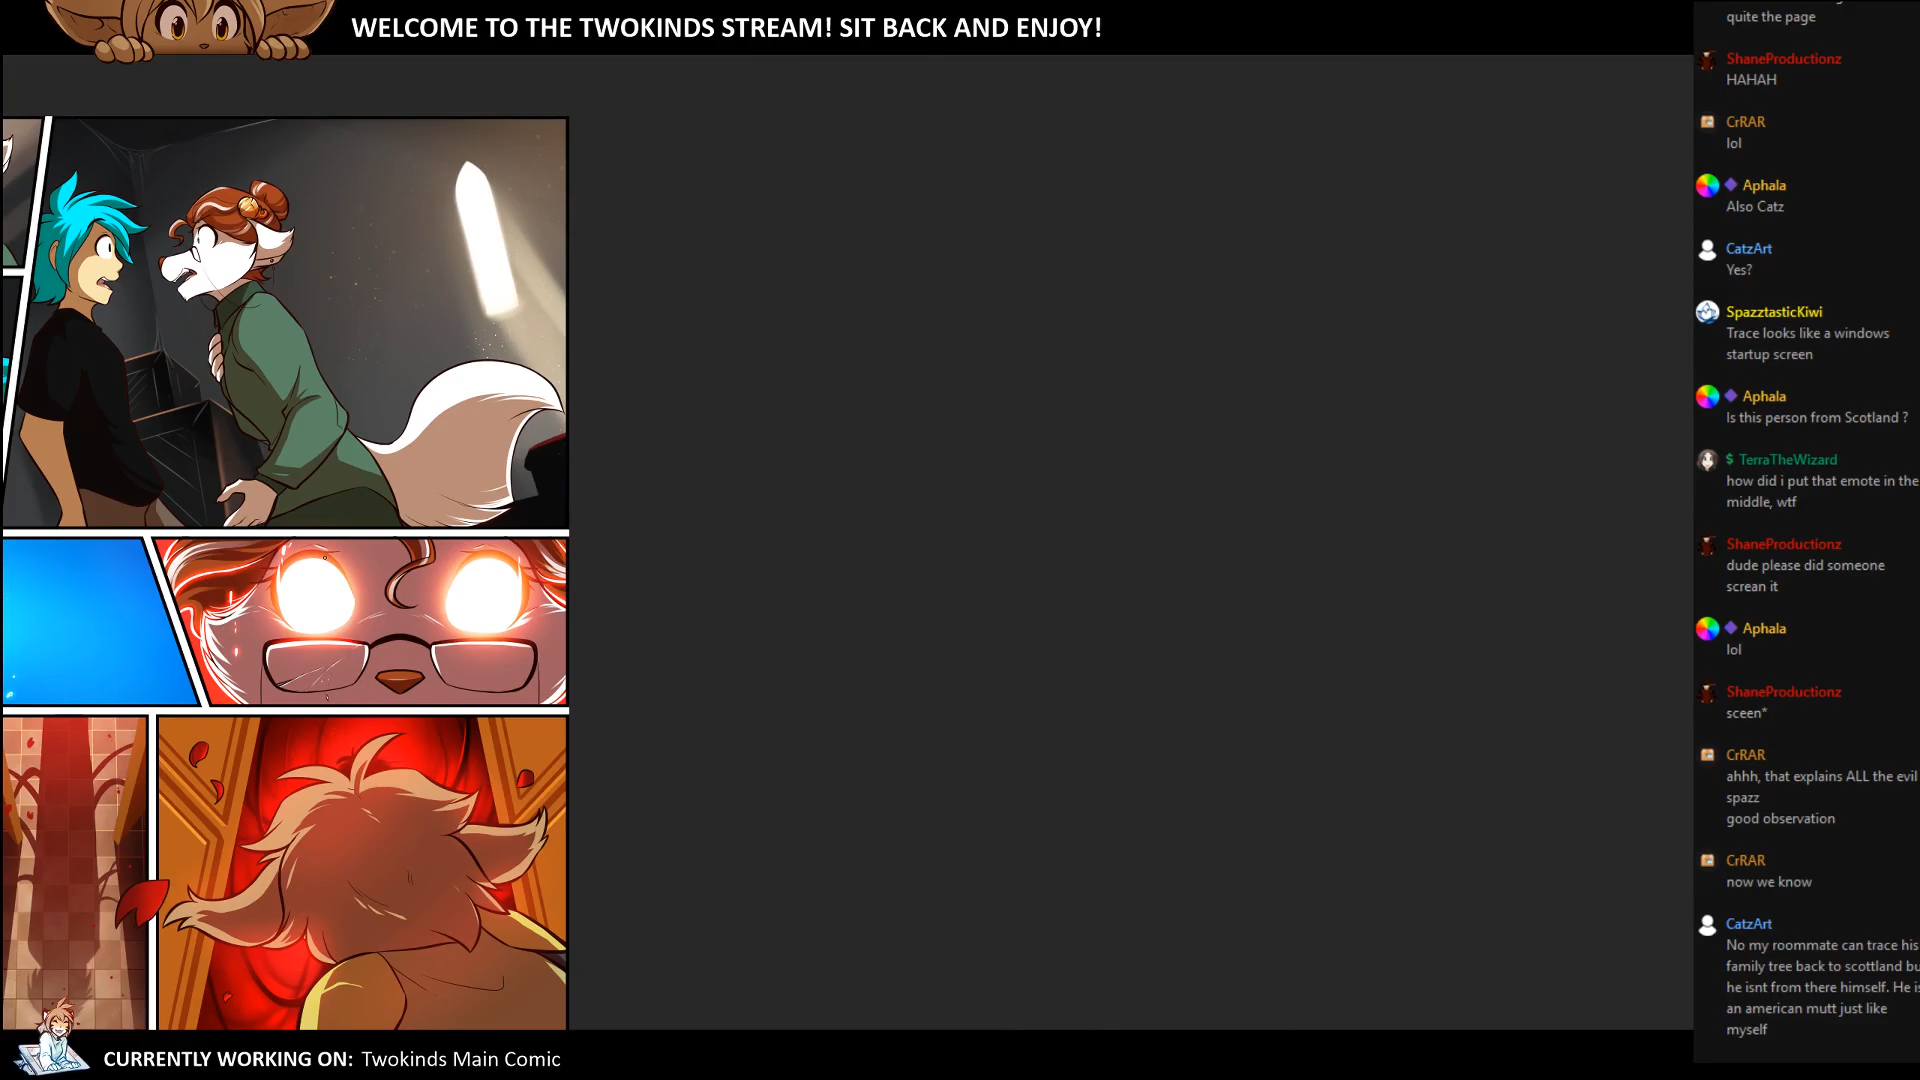 WELCOME TO THE TWOKINDS STREAM! SIT BACK AND ENJOY!
quite the page
ShaneProductionz
HAHAH
CrRAR
lol
Aphala
Also Catz
CatzArt
Yes?
SpazztasticKiwi
Trace looks like a windows
startup screen
Aphala
Is this person from Scotland ?
$ TerraTheWizard
how did i put that emote in the
middle, wtf
ShaneProductionz
dude please did someone
screan it
Aphala
lol
ShaneProductionz
sceen*
CrRAR
ahhh, that explains ALL the evil
spazz
good observation
CrRAR
now we know
CatzArt
No my roommate can trace his
family tree back to scottland bu
he isnt from there himself. He is
an american mutt just like
myself
CURRENTLY WORKING ON: Twokinds Main Comic